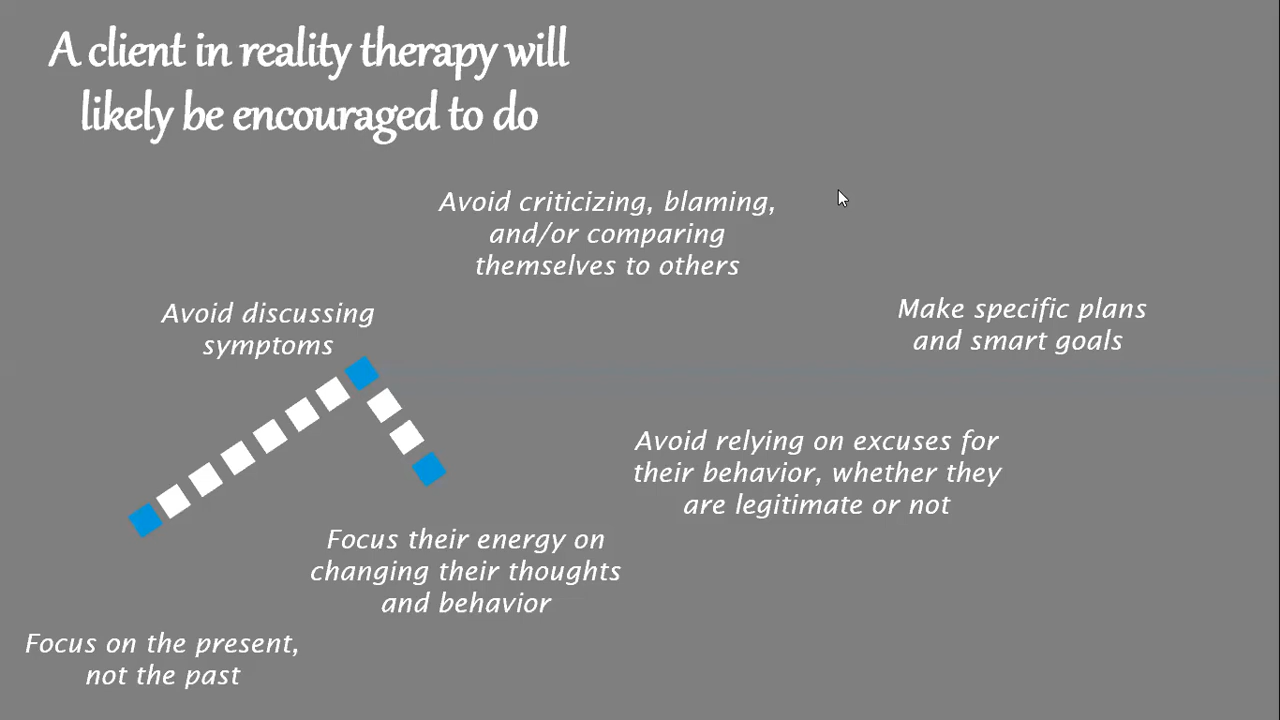 A client in reality therapy will
likely be encouraged to do
Avoid criticizing, blaming,
and/or comparing
themselves to others
Avoid discussing
symptoms
Make specific plans
and smart goals
Avoid relying on excuses for
their behavior, whether they
are legitimate or not
Focus their energy on
changing their thoughts
and behavior
Focus on the present,
not the past